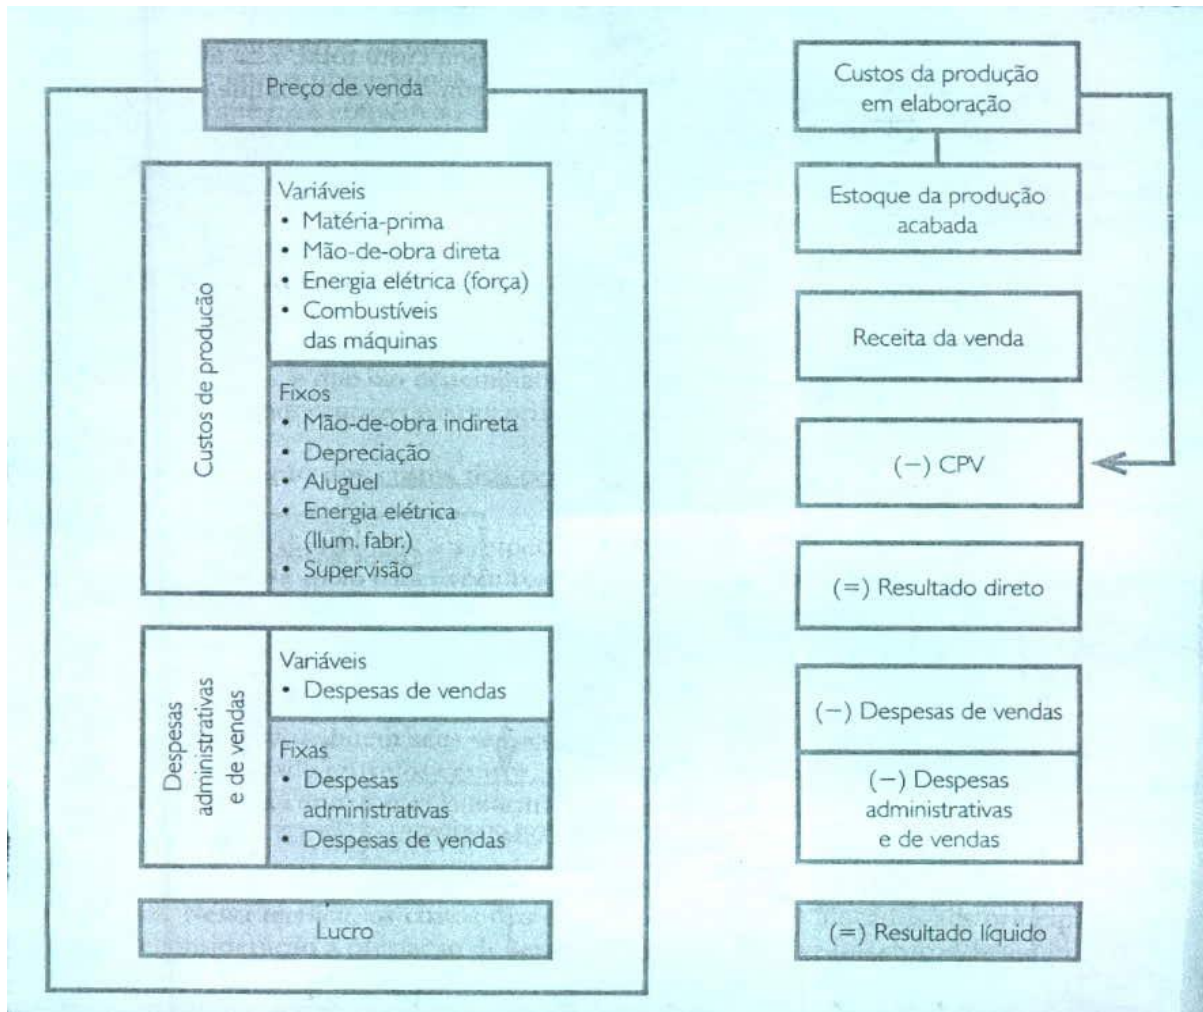 Preço de venda
Custos de produção
Variáveis
• Matéria-prima
• Mão-de-obra direta
• Energia elétrica (força)
• Combustíveis
das máquinas
Fixos
• Mão-de-obra indireta
• Depreciação
• Aluguel
• Energia elétrica
(Ilum. fabr.)
• Supervisão
Despesas
administrativas
e de vendas
Variáveis
• Despesas de vendas
Fixas
• Despesas
administrativas
• Despesas de vendas
Lucro
Custos da produção
em elaboração
Estoque da produção
acabada
Receita da venda
(−) CPV
(=) Resultado direto
(−) Despesas de vendas
(−) Despesas
administrativas
e de vendas
(=) Resultado líquido